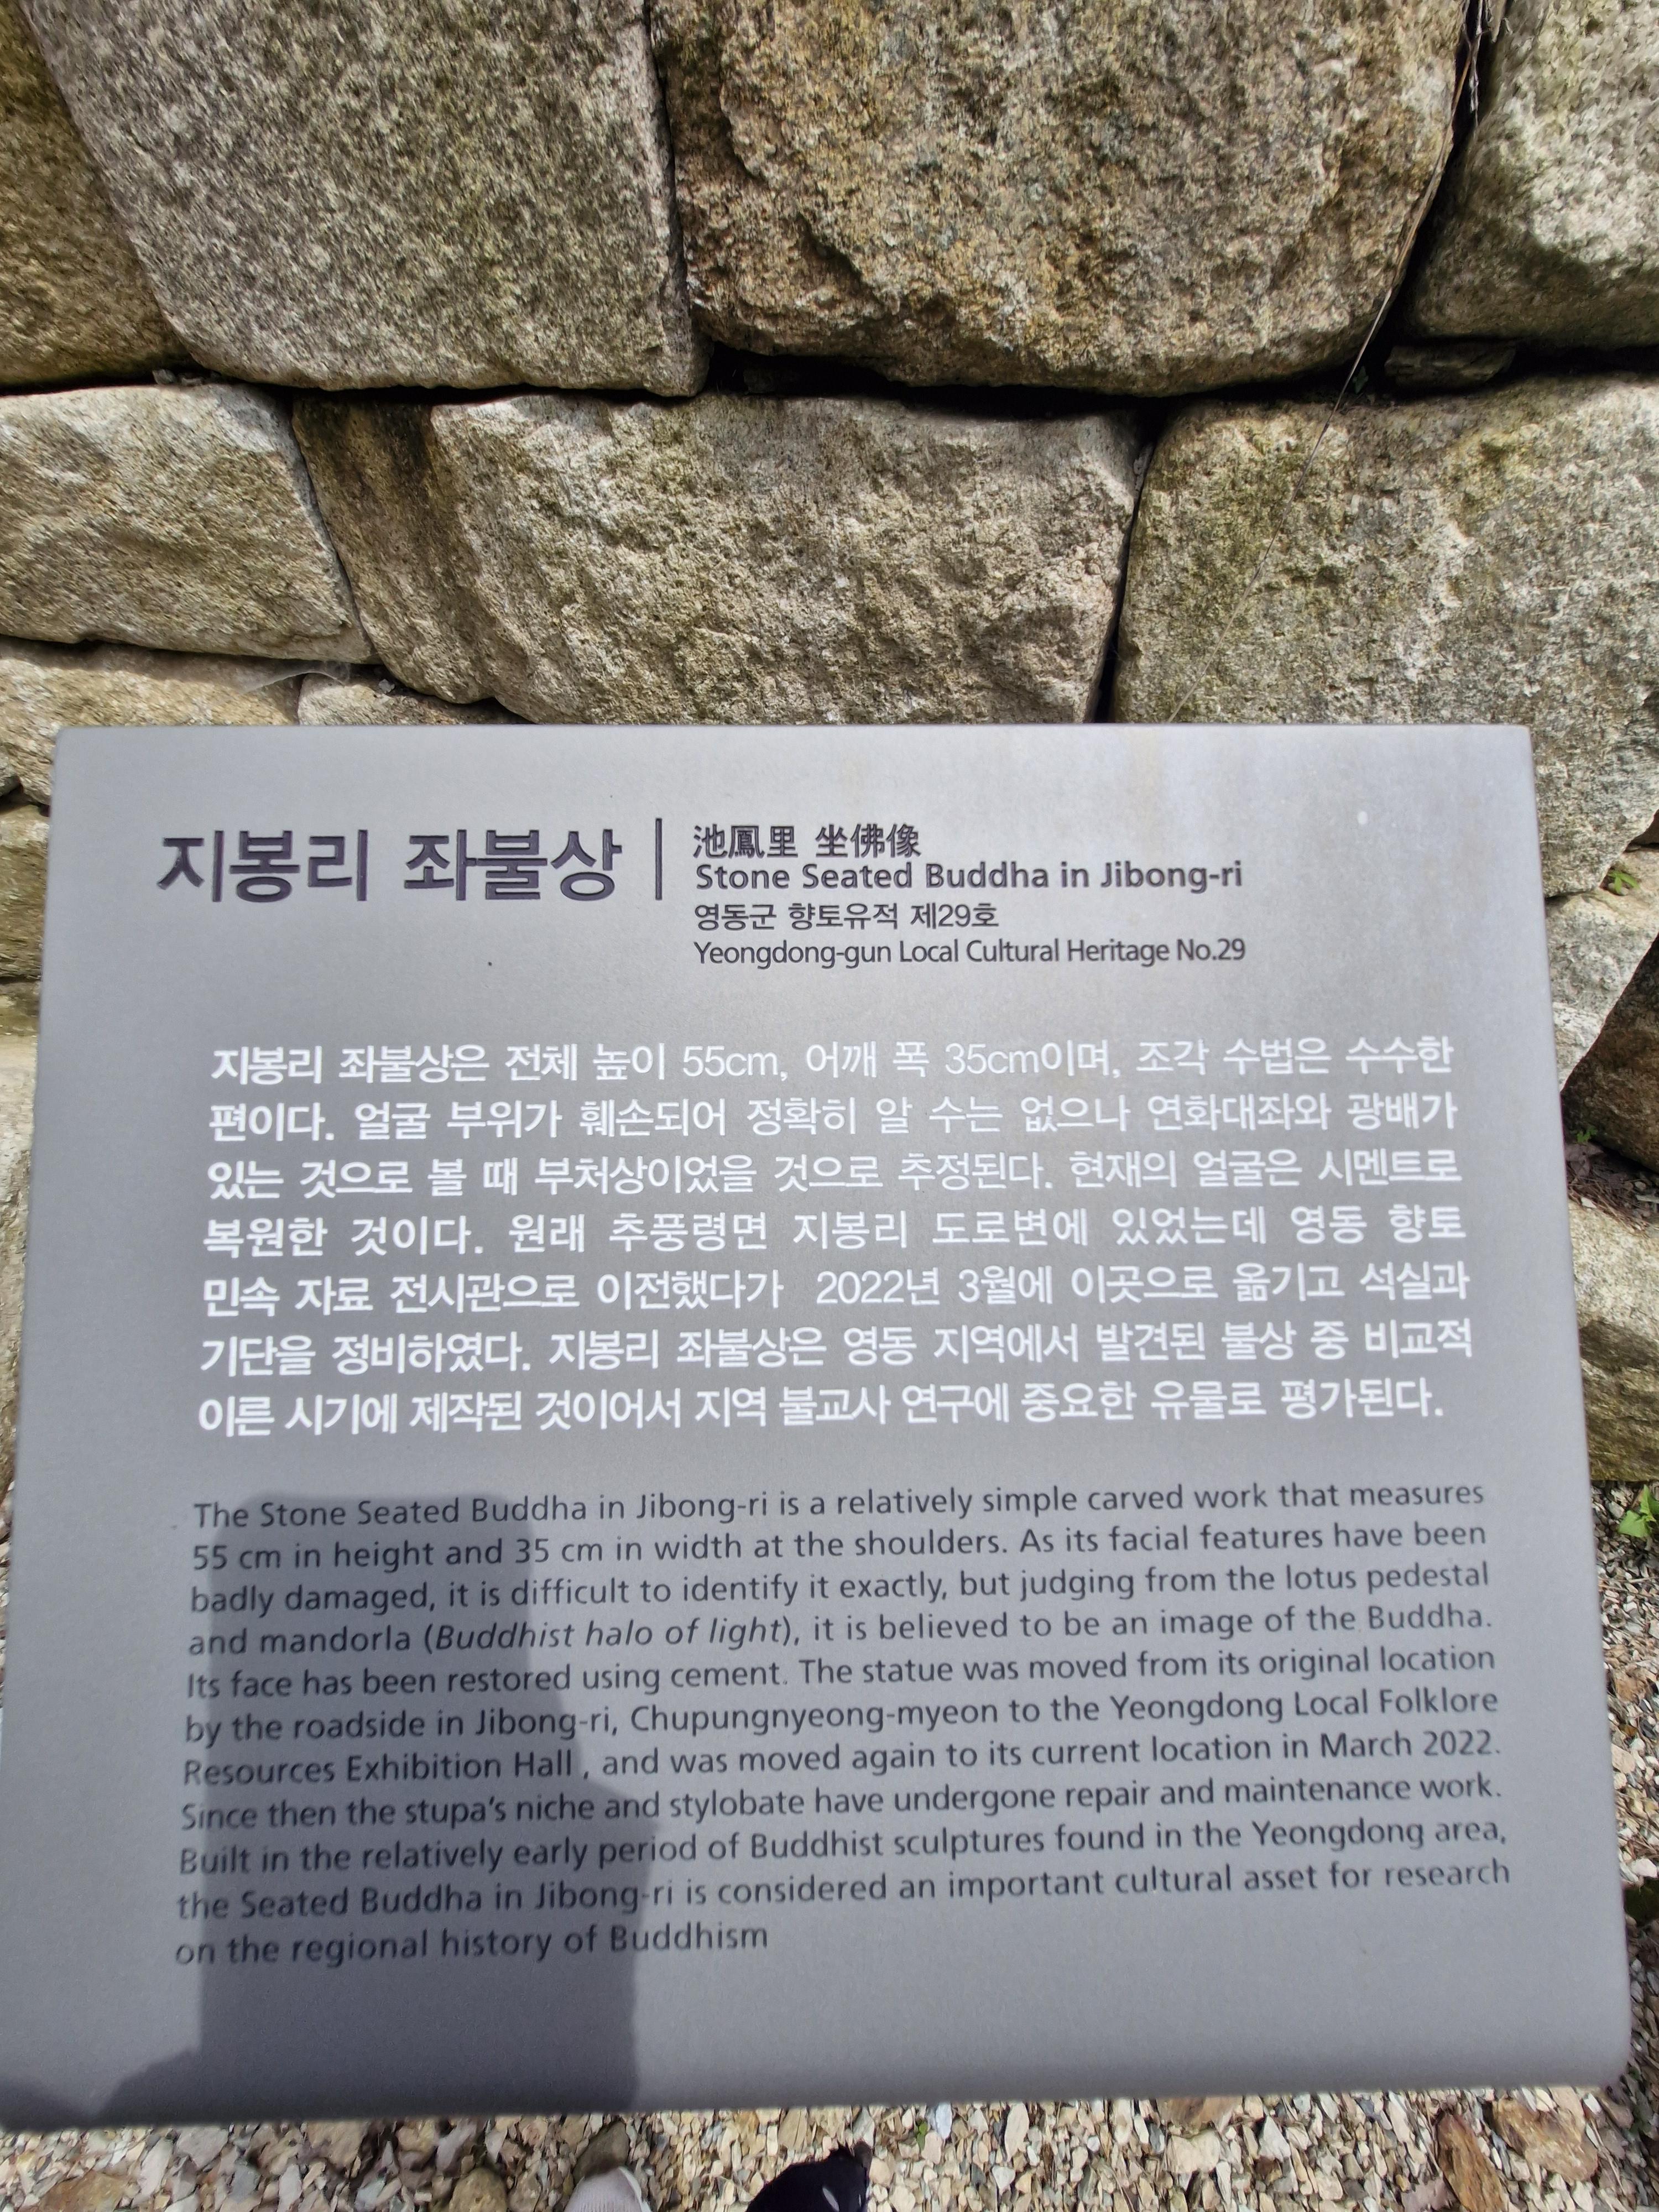 지봉리 좌불상
池鳳里 坐佛像
Stone Seated Buddha in Jibong-ri
영동군 향토유적 제29호
Yeongdong-gun Local Cultural Heritage No.29
지봉리 좌불상은 전체 높이 55cm, 어깨 폭 35cm이며, 조각 수법은 수수한
편이다. 얼굴 부위가 훼손되어 정확히 알 수는 없으나 연화대좌와 광배가
있는 것으로 볼 때 부처상이었을 것으로 추정된다. 현재의 얼굴은 시멘트로
복원한 것이다. 원래 추풍령면 지봉리 도로변에 있었는데 영동 향토
민속 자료 전시관으로 이전했다가 2022년 3월에 이곳으로 옮기고 석실과
기단을 정비하였다. 지봉리 좌불상은 영동 지역에서 발견된 불상 중 비교적
이른 시기에 제작된 것이어서 지역 불교사 연구에 중요한 유물로 평가된다.
The Stone Seated Buddha in Jibong-ri is a relatively simple carved work that measures
55 cm in height and 35 cm in width at the shoulders. As its facial features have been
badly damaged, it is difficult to identify it exactly, but judging from the lotus pedestal
and mandorla (Buddhist halo of light), it is believed to be an image of the Buddha.
Its face has been restored using cement. The statue was moved from its original location
by the roadside in Jibong-ri, Chupungnyeong-myeon to the Yeongdong Local Folklore
Resources Exhibition Hall , and was moved again to its current location in March 2022.
Since then the stupa's niche and stylobate have undergone repair and maintenance work.
Built in the relatively early period of Buddhist sculptures found in the Yeongdong area,
the Seated Buddha in Jibong-ri is considered an important cultural asset for research
on the regional history of Buddhism